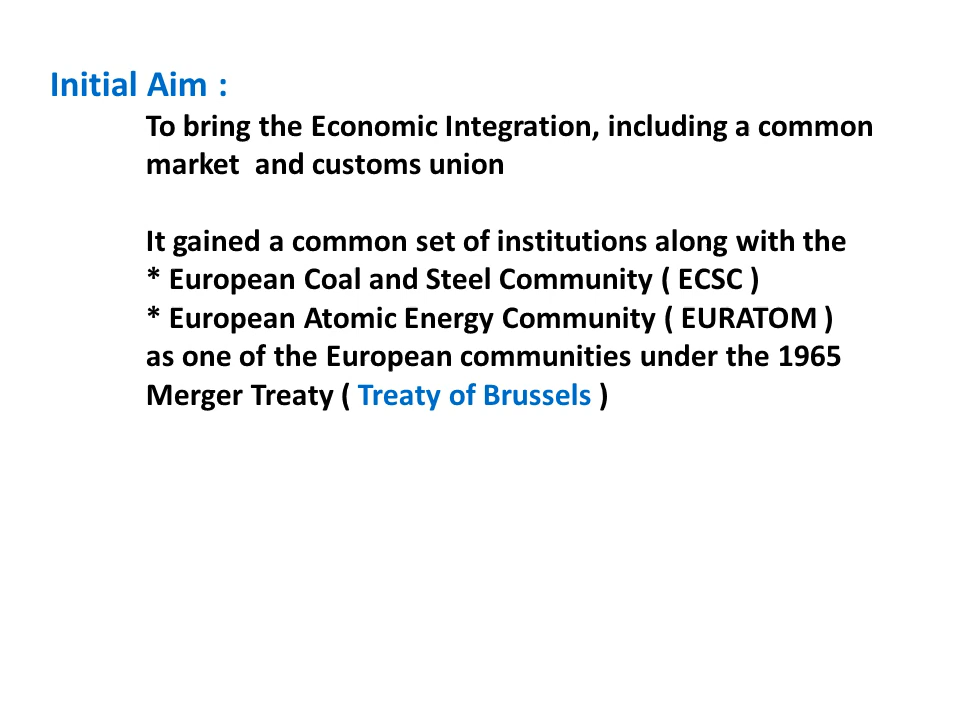 Initial Aim :
To bring the Economic Integration, including a common
market  and customs union
It gained a common set of institutions along with the
* European Coal and Steel Community ( ECSC )
* European Atomic Energy Community ( EURATOM )
as one of the European communities under the 1965
Merger Treaty ( Treaty of Brussels )